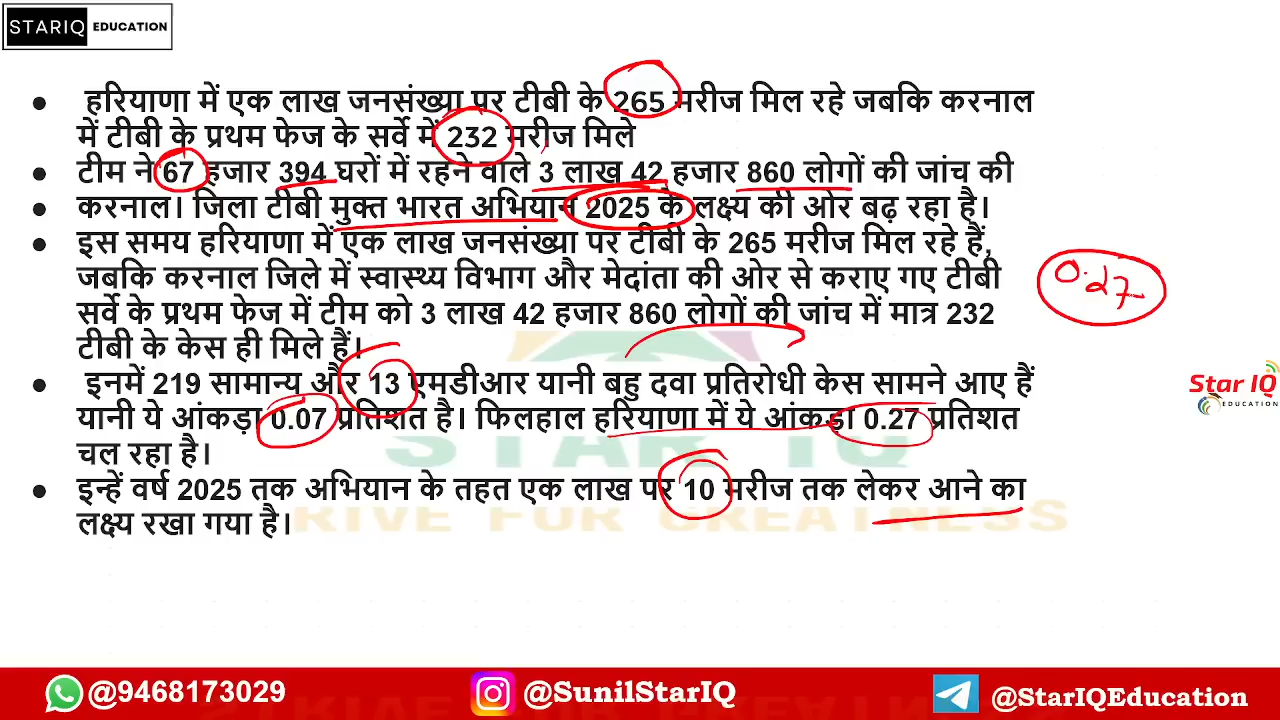 STARIQ EDUCATION
● हरियाणा में एक लाख जनसंख्या पर टीबी के 265 मरीज मिल रहे जबकि करनाल
में टीबी के प्रथम फेज के सर्वे में 232 मरीज मिले
● टीम ने 67 हजार 394 घरों में रहने वाले 3 लाख 42 हजार 860 लोगों की जांच की
● करनाल। जिला टीबी मुक्त भारत अभियान 2025 के लक्ष्य की ओर बढ़ रहा है।
● इस समय हरियाणा में एक लाख जनसंख्या पर टीबी के 265 मरीज मिल रहे हैं,
जबकि करनाल जिले में स्वास्थ्य विभाग और मेदांता की ओर से कराए गए टीबी
0.27
सर्वे के प्रथम फेज में टीम को 3 लाख 42 हजार 860 लोगों की जांच में मात्र 232
टीबी के केस ही मिले हैं।
● इनमें 219 सामान्य और 13 एमडीआर यानी बहु दवा प्रतिरोधी केस सामने आए हैं
Star IQ
EDUCATION
यानी ये आंकड़ा 0.07 प्रतिशत है। फिलहाल हरियाणा में ये आंकड़ा 0.27 प्रतिशत
चल रहा है।
STAR IQ
● इन्हें वर्ष 2025 तक अभियान के तहत एक लाख पर 10 मरीज तक लेकर आने का
लक्ष्य रखा गया है।
RIVE FOR GREATNESS
@9468173029 @SunilStarIQ @StarIQEducation